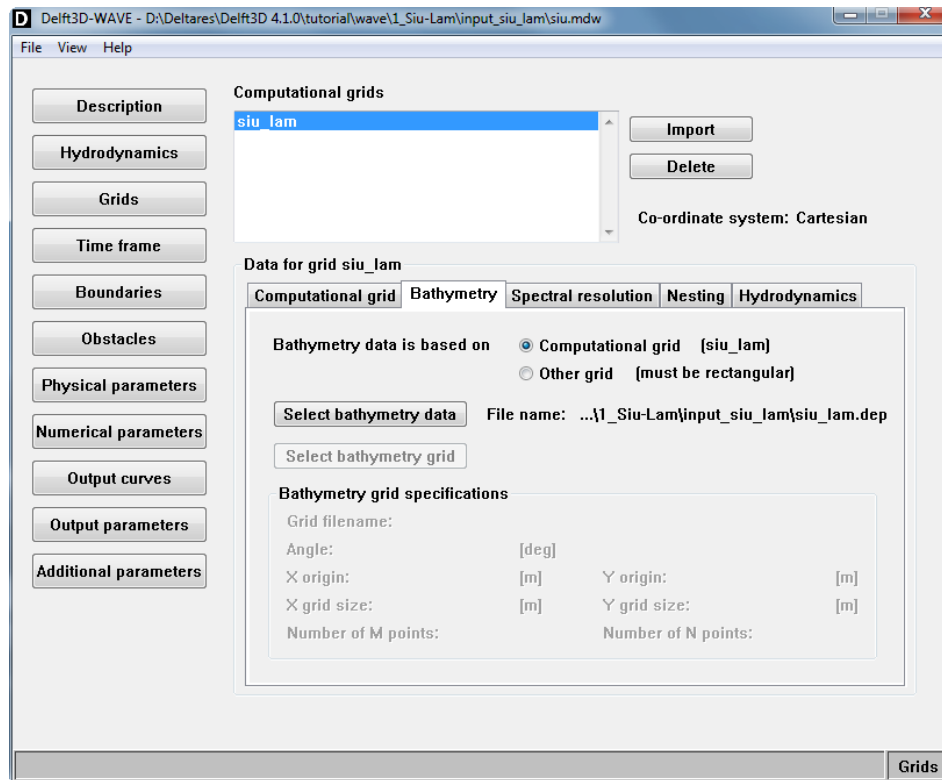 D Delft3D-WAVE - D:\Deltares\Delft3D 4.1.0\tutorial\wave\1_Siu-Lam\input_siu_lam\siu.mdw
File View Help
Description
Hydrodynamics
Grids
Time frame
Boundaries
Obstacles
Physical parameters
Numerical parameters
Output curves
Output parameters
Additional parameters
Computational grids
siu_lam
Import
Delete
Co-ordinate system: Cartesian
Data for grid siu_lam
Computational grid Bathymetry Spectral resolution Nesting Hydrodynamics
Bathymetry data is based on Computational grid (siu_lam)
Other grid (must be rectangular)
Select bathymetry data File name: ...\1_Siu-Lam\input_siu_lam\siu_lam.dep
Select bathymetry grid
Bathymetry grid specifications
Grid filename:
Angle: [deg]
X origin: [m] Y origin: [m]
X grid size: [m] Y grid size: [m]
Number of M points: Number of N points:
Grids